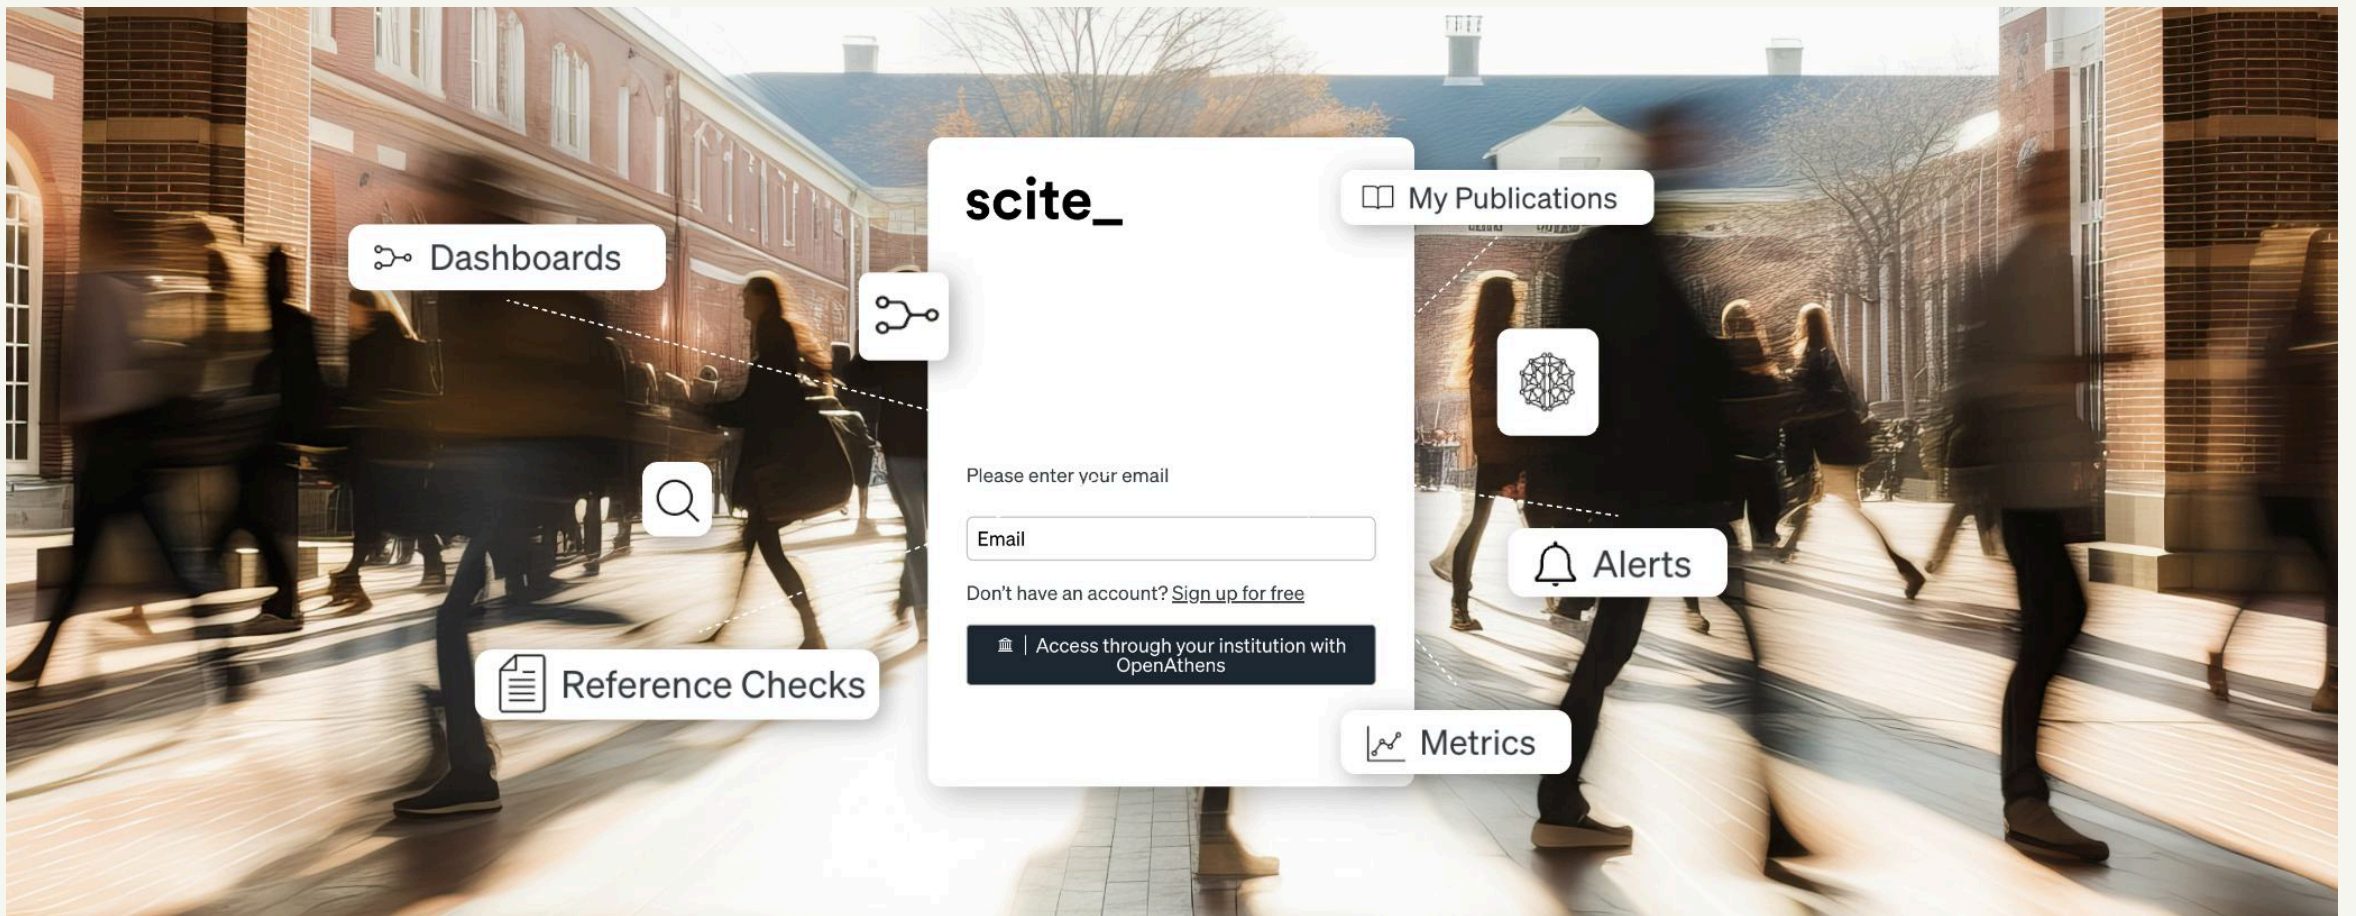 scite_
My Publications
Dashboards
Please enter your email
Email
Don't have an account? Sign up for free
Alerts
Access through your institution with
OpenAthens
Reference Checks
Metrics